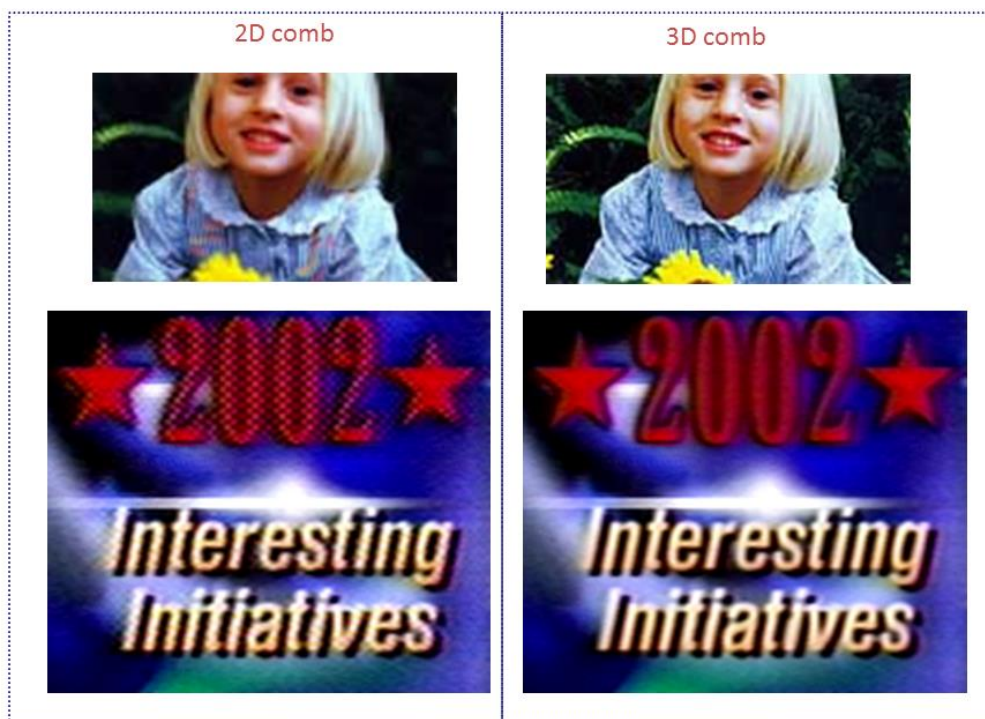 2D comb
3D comb
2002
Interesting
Initiatives
2002
Interesting
Initiatives